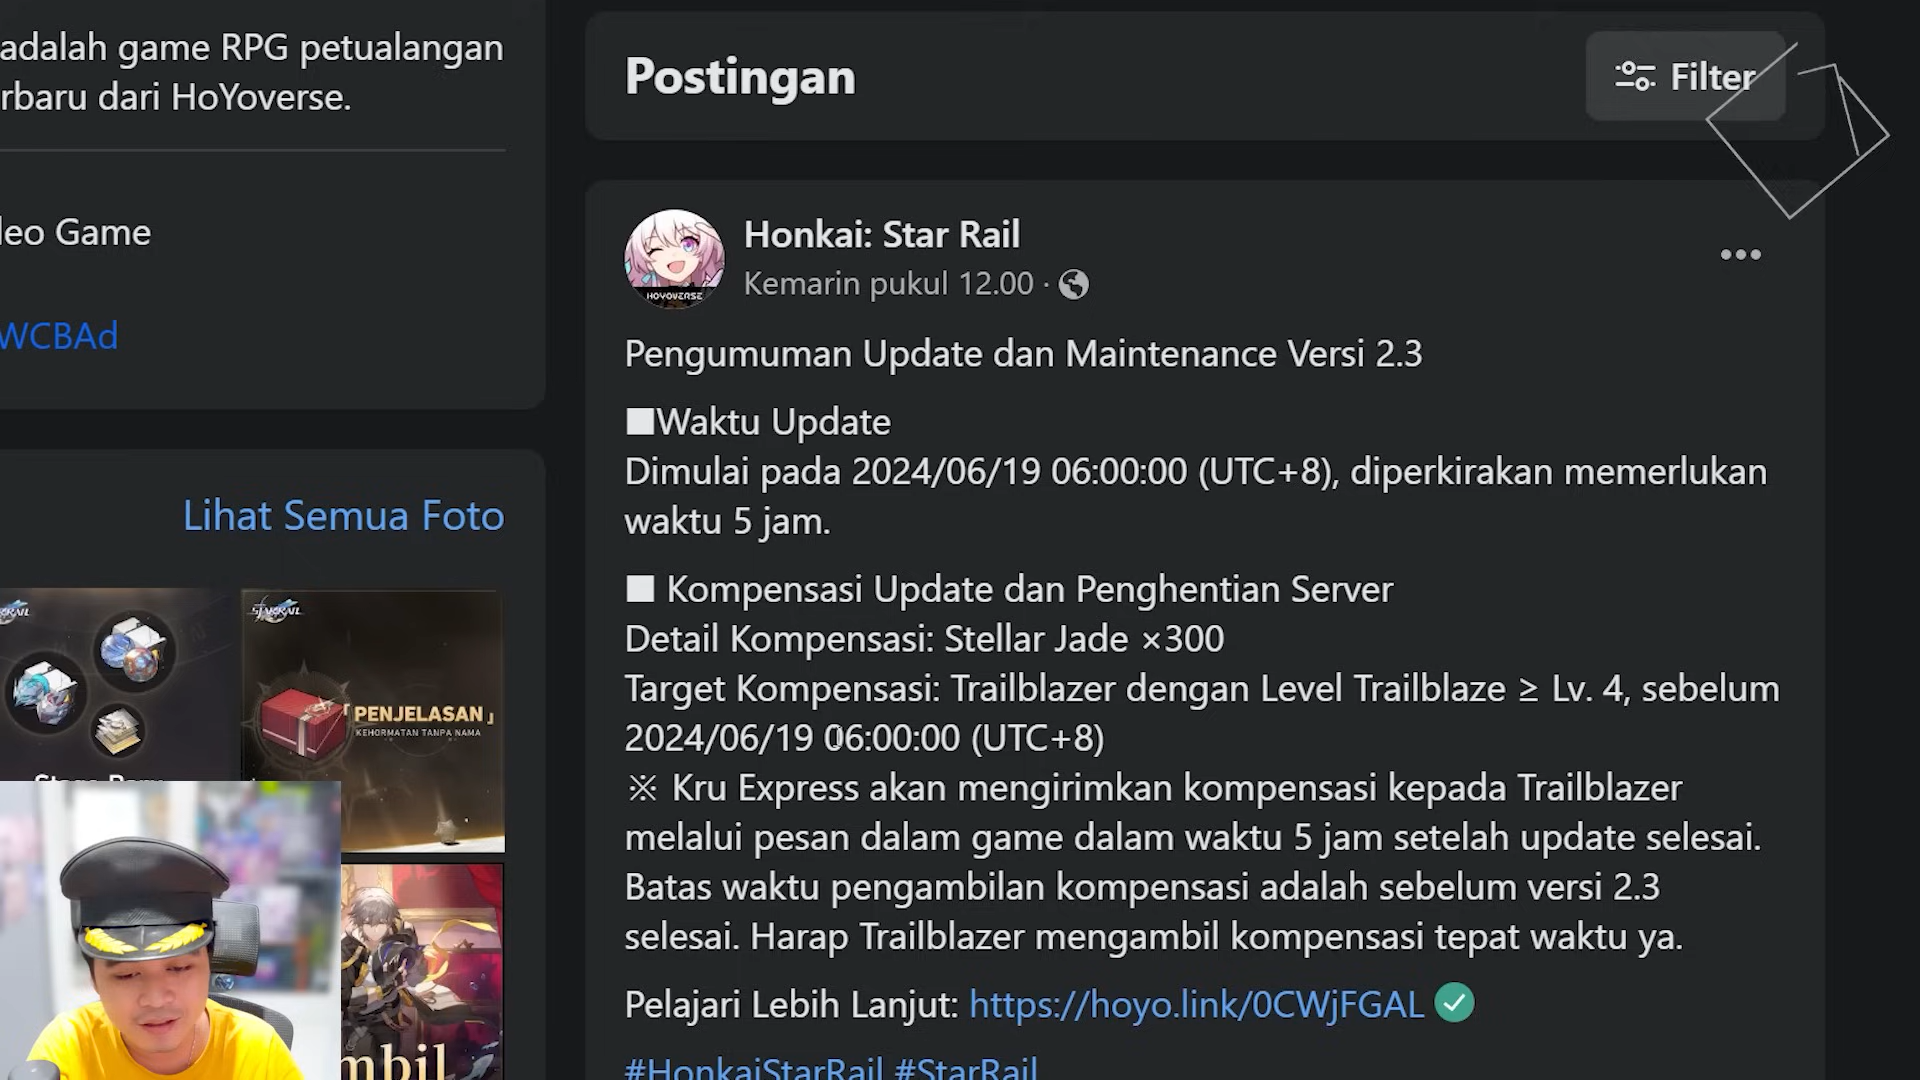 adalah game RPG petualangan
rbaru dari HoYoverse.
deo Game
WCBAd
Lihat Semua Foto
STAR RAIL
「PENJELASAN」
KEHORMATAN TANPA NAMA
mbil
Postingan
Filter
HOYOVERSE
Honkai: Star Rail
Kemarin pukul 12.00 ·
•••
Pengumuman Update dan Maintenance Versi 2.3
■Waktu Update
Dimulai pada 2024/06/19 06:00:00 (UTC+8), diperkirakan memerlukan
waktu 5 jam.
■ Kompensasi Update dan Penghentian Server
Detail Kompensasi: Stellar Jade ×300
Target Kompensasi: Trailblazer dengan Level Trailblaze ≥ Lv. 4, sebelum
2024/06/19 06:00:00 (UTC+8)
※ Kru Express akan mengirimkan kompensasi kepada Trailblazer
melalui pesan dalam game dalam waktu 5 jam setelah update selesai.
Batas waktu pengambilan kompensasi adalah sebelum versi 2.3
selesai. Harap Trailblazer mengambil kompensasi tepat waktu ya.
Pelajari Lebih Lanjut: https://hoyo.link/0CWjFGAL
#HonkaiStarRail #StarRail